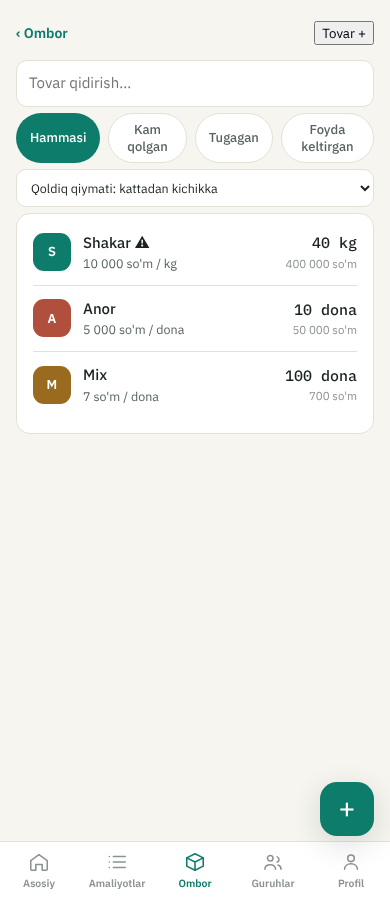 ‹ Ombor
Tovar +
Tovar qidirish...
Hammasi
Kam
qolgan
Tugagan
Foyda
keltirgan
Qoldiq qiymati: kattadan kichikka
S
Shakar ⚠
40 kg
10 000 so'm / kg
400 000 so'm
A
Anor
10 dona
5 000 so'm / dona
50 000 so'm
M
Mix
100 dona
7 so'm / dona
700 so'm
+
Asosiy
Amaliyotlar
Ombor
Guruhlar
Profil